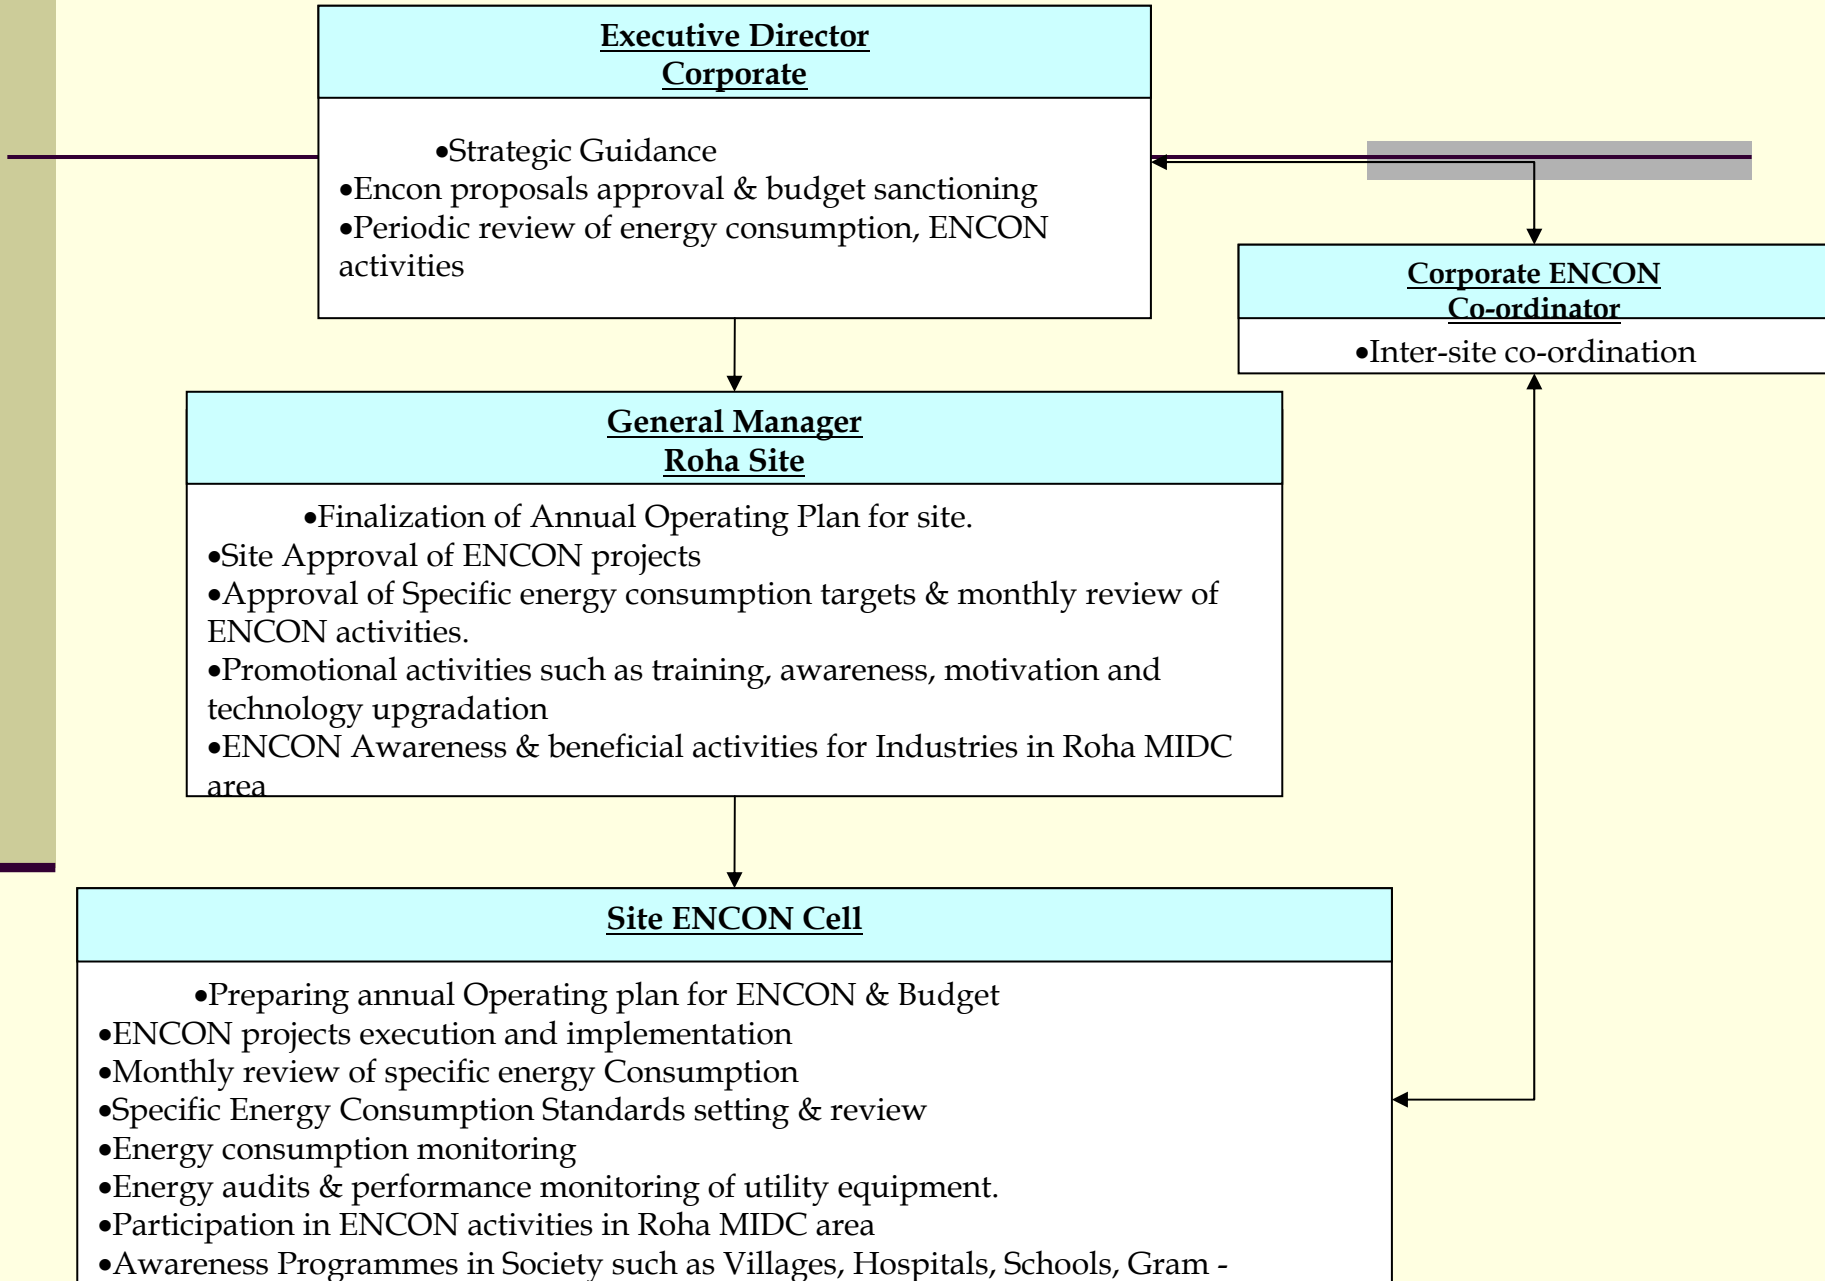 Executive Director
Corporate
•Strategic Guidance
•Encon proposals approval & budget sanctioning
•Periodic review of energy consumption, ENCON
activities
Corporate ENCON
Co-ordinator
•Inter-site co-ordination
General Manager
Roha Site
•Finalization of Annual Operating Plan for site.
•Site Approval of ENCON projects
•Approval of Specific energy consumption targets & monthly review of
ENCON activities.
•Promotional activities such as training, awareness, motivation and
technology upgradation
•ENCON Awareness & beneficial activities for Industries in Roha MIDC
area
Site ENCON Cell
•Preparing annual Operating plan for ENCON & Budget
•ENCON projects execution and implementation
•Monthly review of specific energy Consumption
•Specific Energy Consumption Standards setting & review
•Energy consumption monitoring
•Energy audits & performance monitoring of utility equipment.
•Participation in ENCON activities in Roha MIDC area
•Awareness Programmes in Society such as Villages, Hospitals, Schools, Gram -